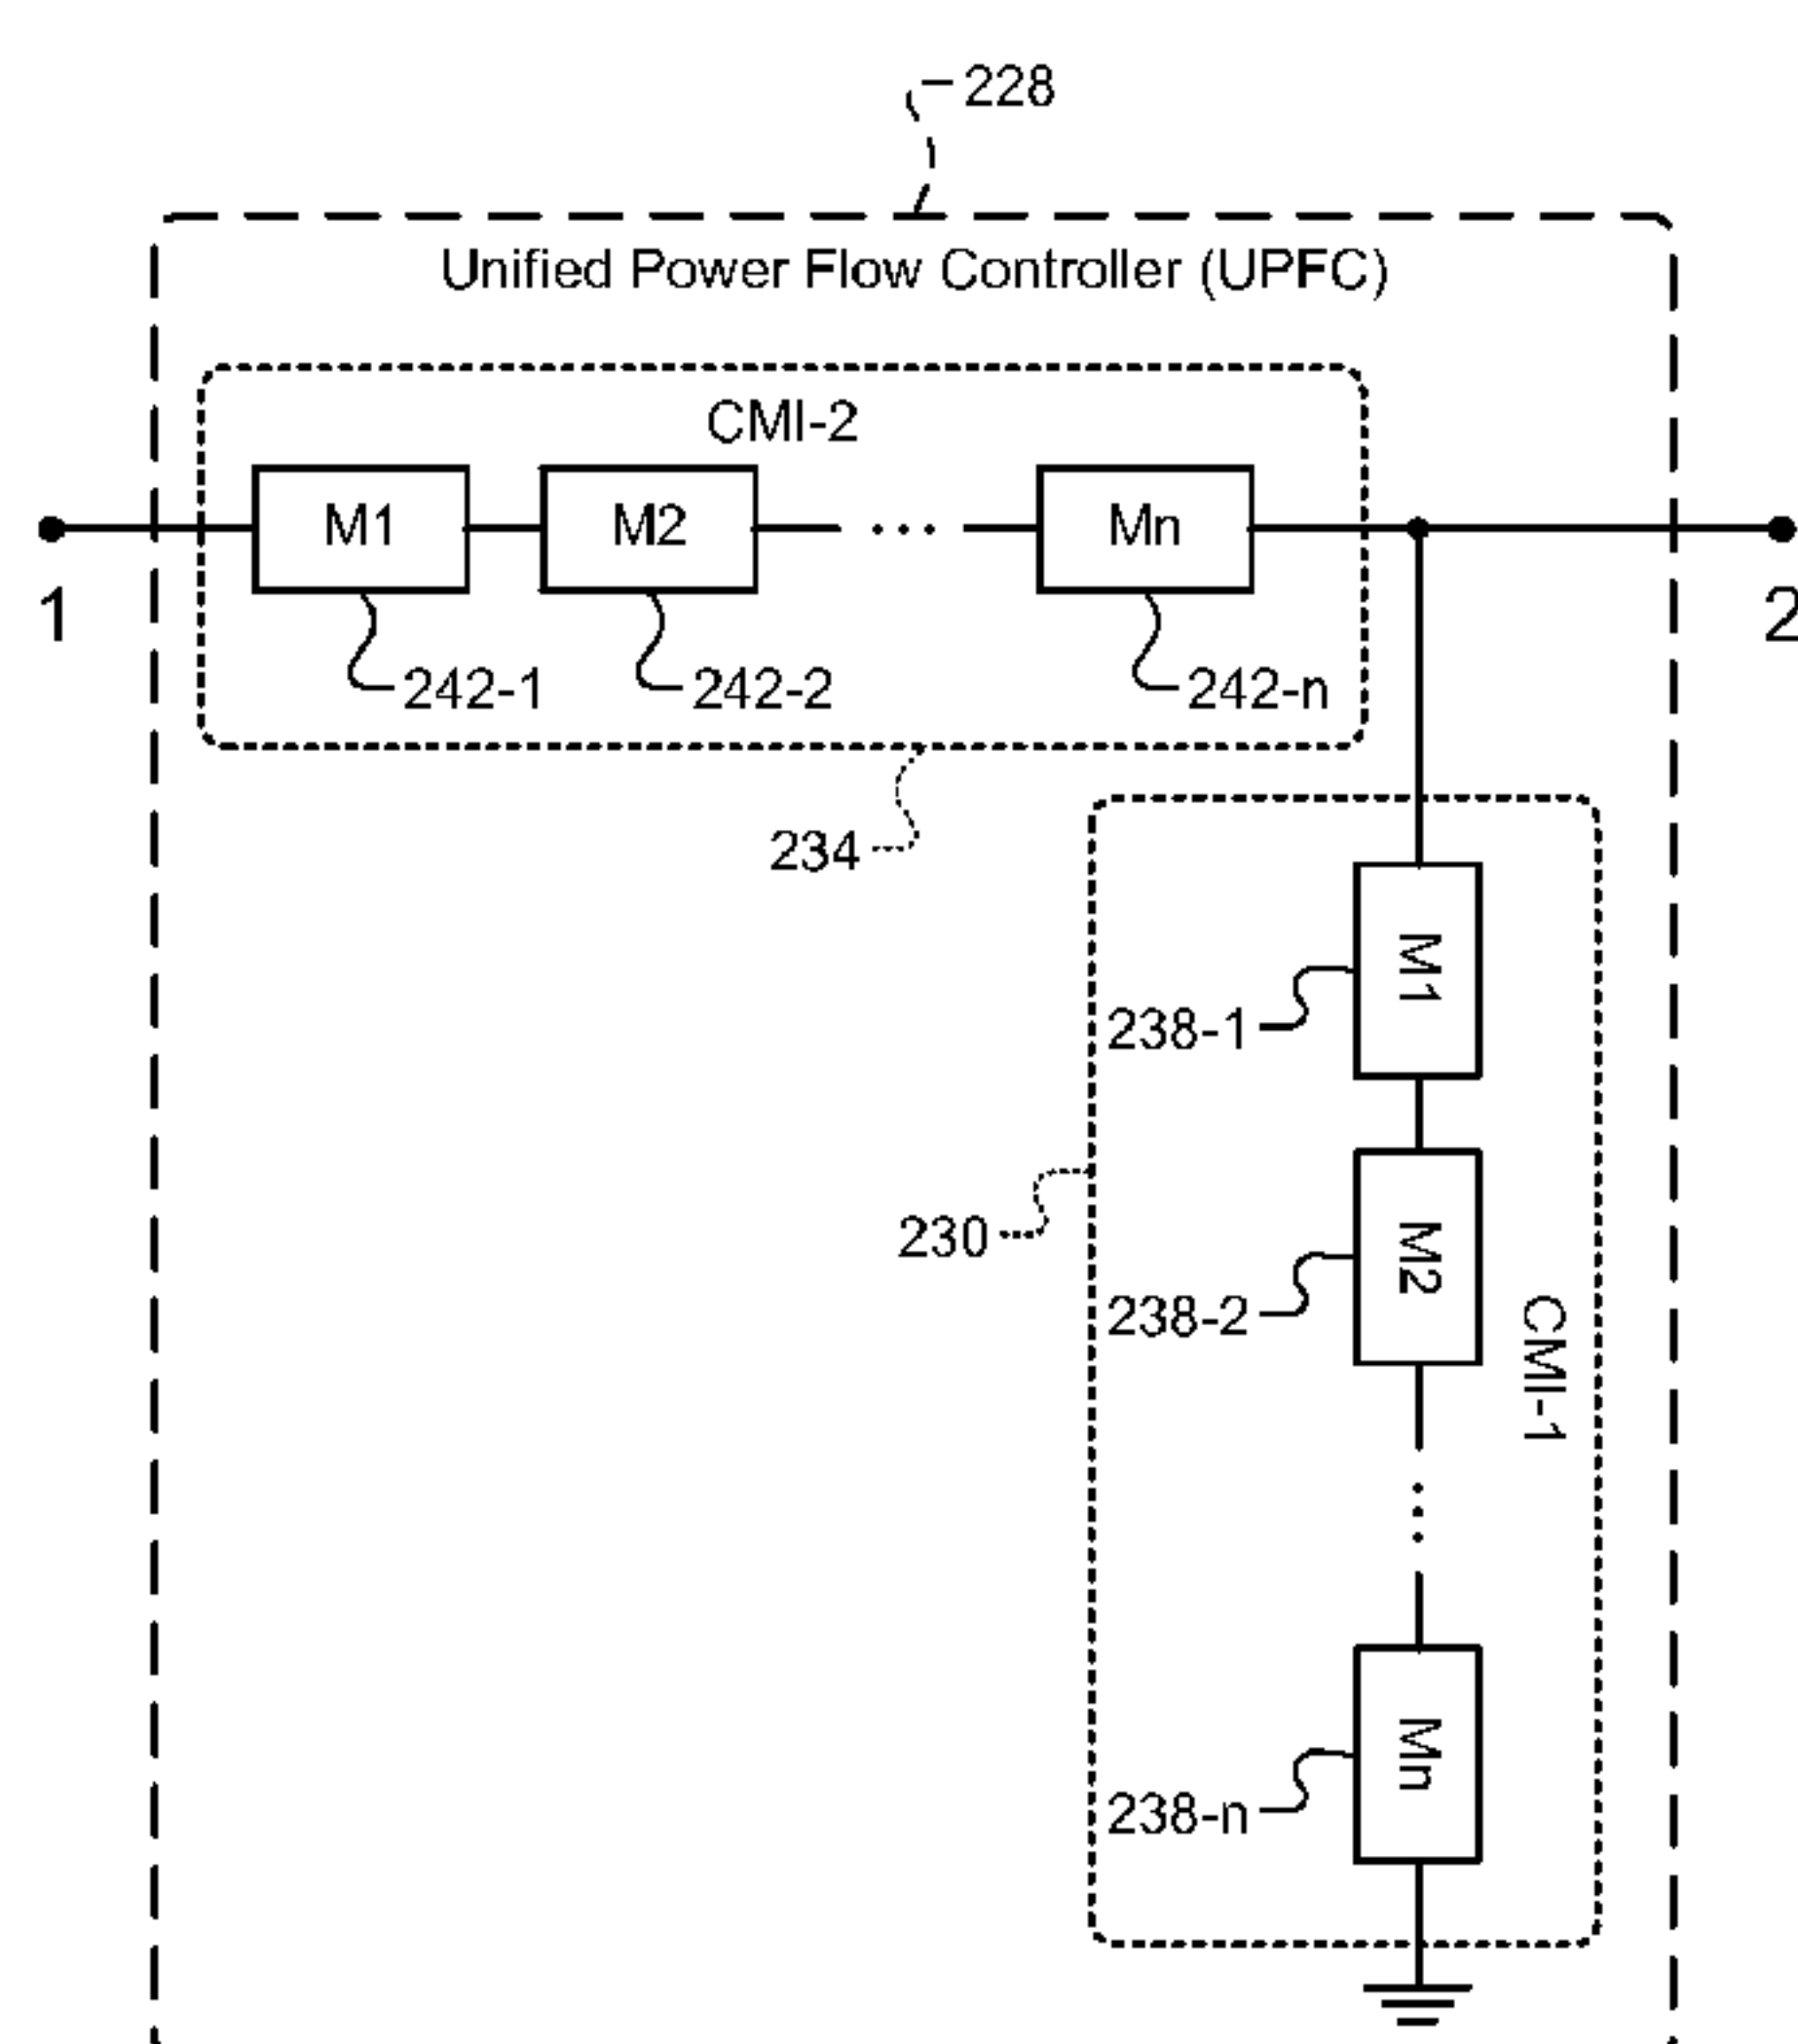 228
Unified Power Flow Controller (UPFC)
CMI-2
M1
M2
...
Mn
1
2
242-1
242-2
242-n
234
M1
238-1
230
M2
238-2
CMI-1
...
Mn
238-n